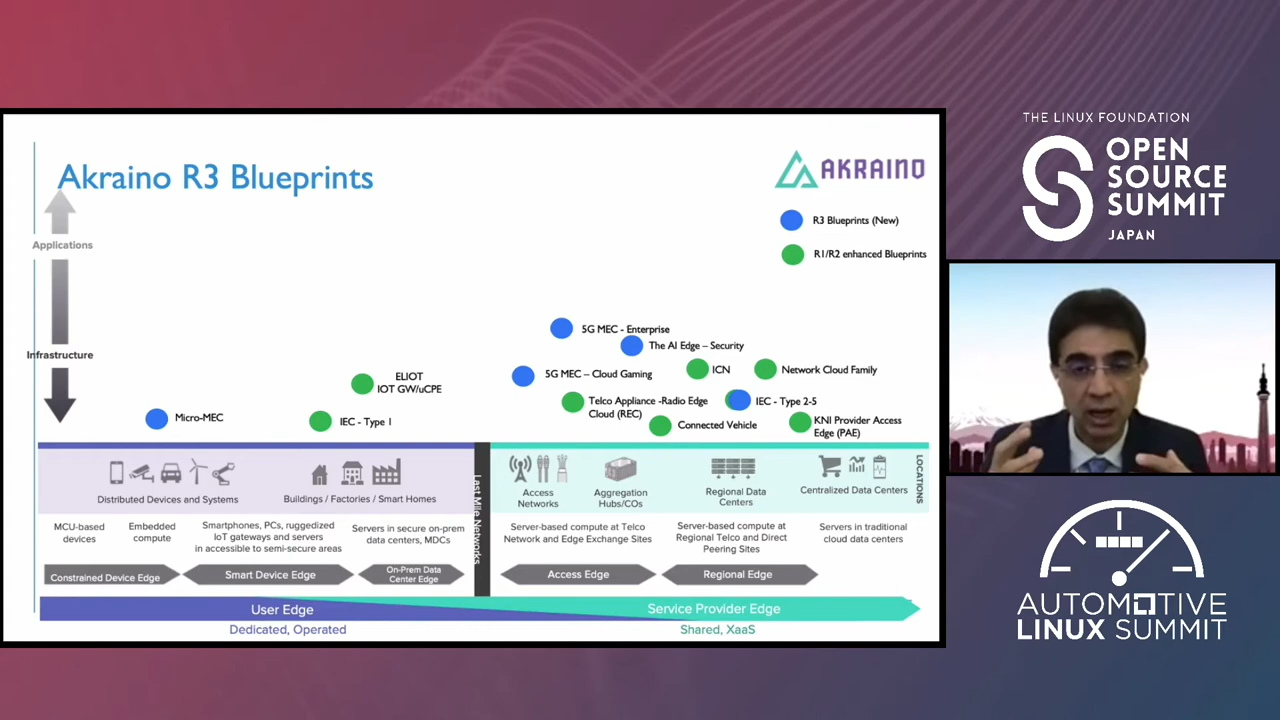 Akraino R3 Blueprints
AKRAINO
R3 Blueprints (New)
R1/R2 enhanced Blueprints
Applications
Infrastructure
5G MEC - Enterprise
The AI Edge – Security
5G MEC – Cloud Gaming
ICN
Network Cloud Family
ELIOT
IOT GW/uCPE
Telco Appliance -Radio Edge
Cloud (REC)
IEC - Type 2-5
Micro-MEC
IEC - Type 1
Connected Vehicle
KNI Provider Access
Edge (PAE)
Distributed Devices and Systems
Buildings / Factories / Smart Homes
Last Mile Networks
Access
Networks
Aggregation
Hubs/COs
Regional Data
Centers
Centralized Data Centers
LOCATIONS
MCU-based
devices
Embedded
compute
Smartphones, PCs, ruggedized
IoT gateways and servers
in accessible to semi-secure areas
Servers in secure on-prem
data centers, MDCs
Server-based compute at Telco
Network and Edge Exchange Sites
Server-based compute at
Regional Telco and Direct
Peering Sites
Servers in traditional
cloud data centers
Constrained Device Edge
Smart Device Edge
On-Prem Data
Center Edge
Access Edge
Regional Edge
User Edge
Service Provider Edge
Dedicated, Operated
Shared, XaaS
THE LINUX FOUNDATION
OPEN
SOURCE
SUMMIT
JAPAN
AUTOMOTIVE
LINUX SUMMIT